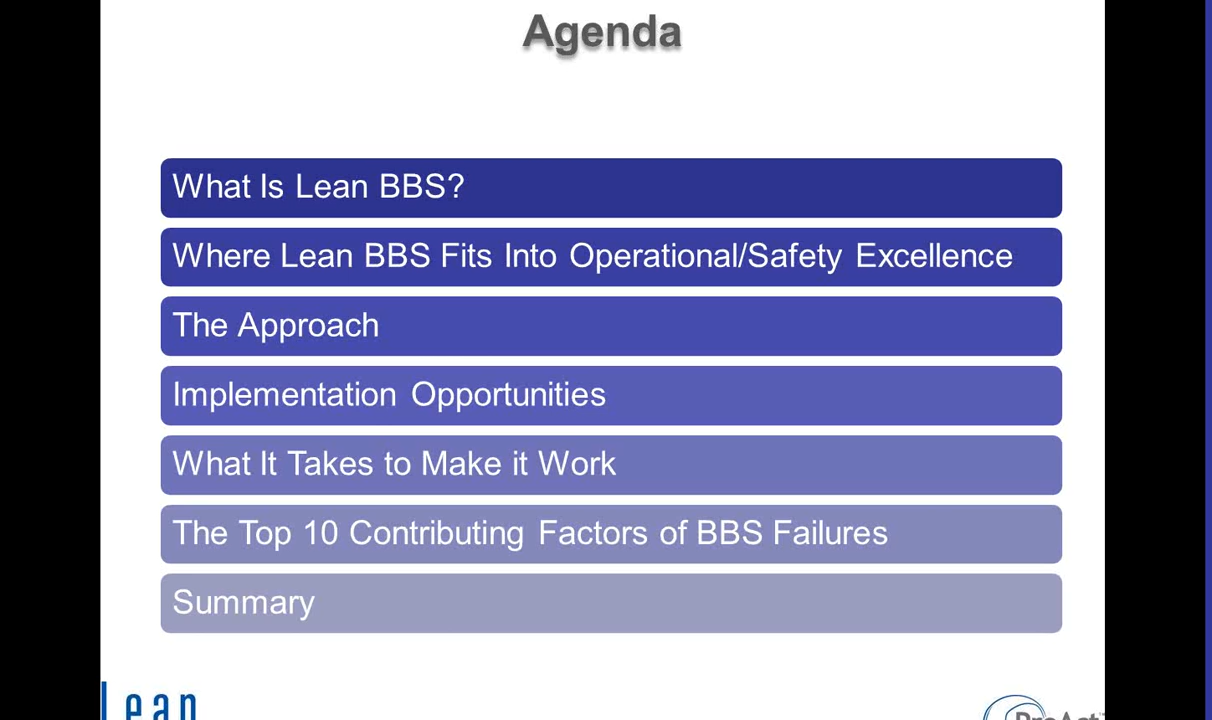 Agenda
What Is Lean BBS?
Where Lean BBS Fits Into Operational/Safety Excellence
The Approach
Implementation Opportunities
What It Takes to Make it Work
The Top 10 Contributing Factors of BBS Failures
Summary
Lean
ProAct